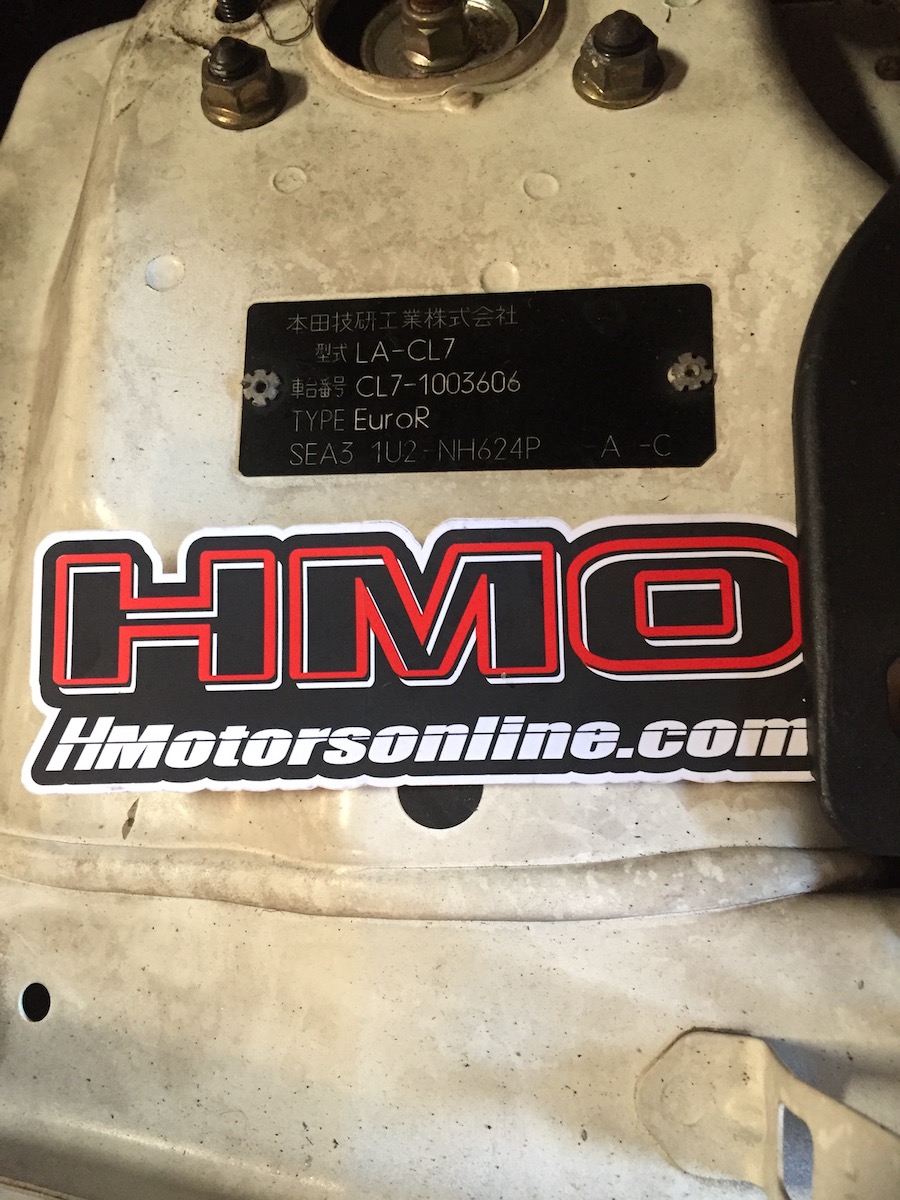 本田技研工業株式会社
型式 LA-CL7
車台番号 CL7-1003606
TYPE EuroR
SEA3 1U2-NH624P -A -C
HMO
HMotorsonline.com